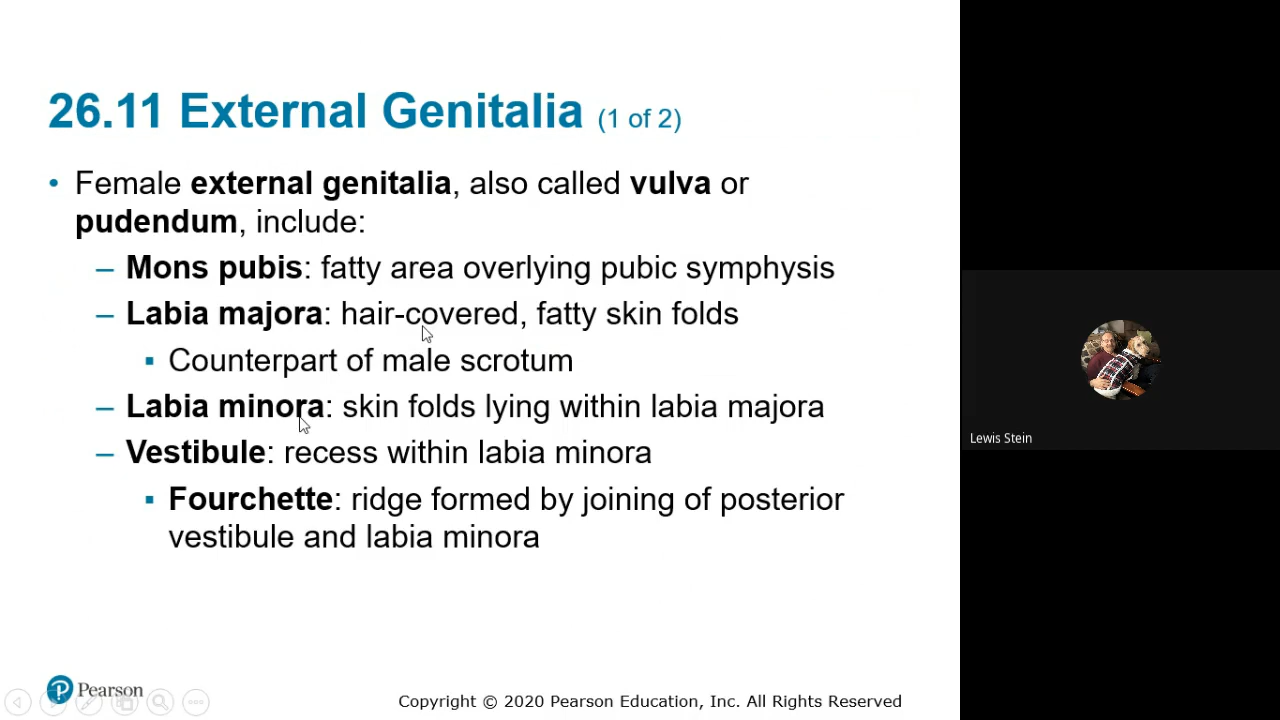 26.11 External Genitalia (1 of 2)
• Female external genitalia, also called vulva or
pudendum, include:
– Mons pubis: fatty area overlying pubic symphysis
– Labia majora: hair-covered, fatty skin folds
▪ Counterpart of male scrotum
– Labia minora: skin folds lying within labia majora
– Vestibule: recess within labia minora
▪ Fourchette: ridge formed by joining of posterior
vestibule and labia minora
Lewis Stein
P Pearson
Copyright © 2020 Pearson Education, Inc. All Rights Reserved